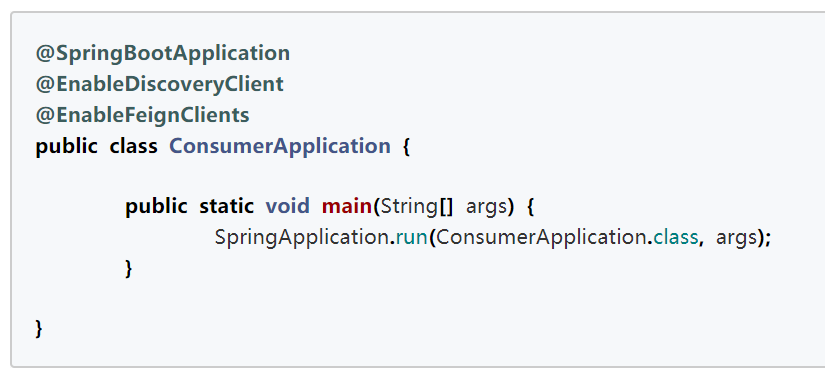 @SpringBootApplication
@EnableDiscoveryClient
@EnableFeignClients
public class ConsumerApplication {
public static void main(String[] args) {
SpringApplication.run(ConsumerApplication.class, args);
}
}